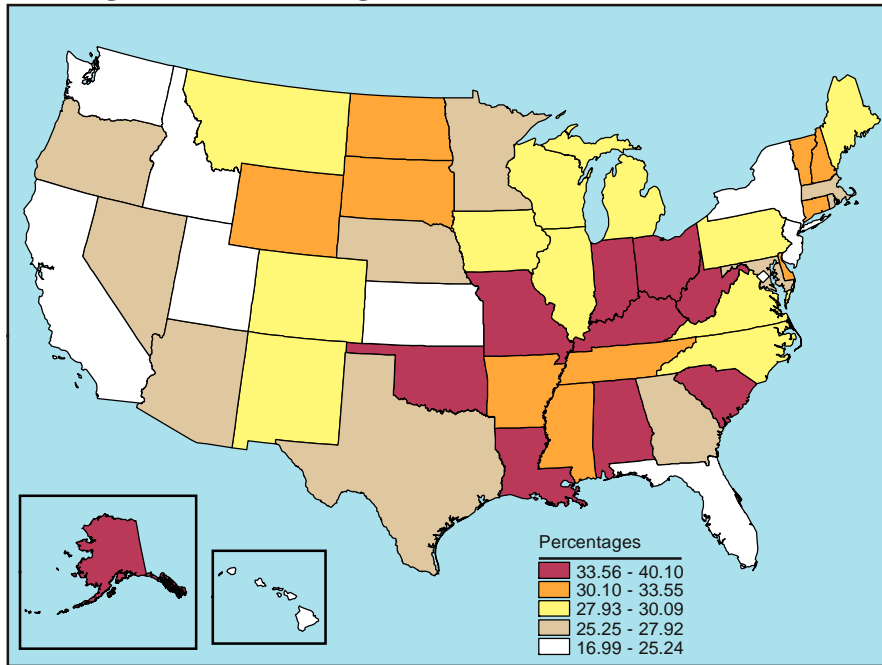 Percentages
33.56 - 40.10
30.10 - 33.55
27.93 - 30.09
25.25 - 27.92
16.99 - 25.24